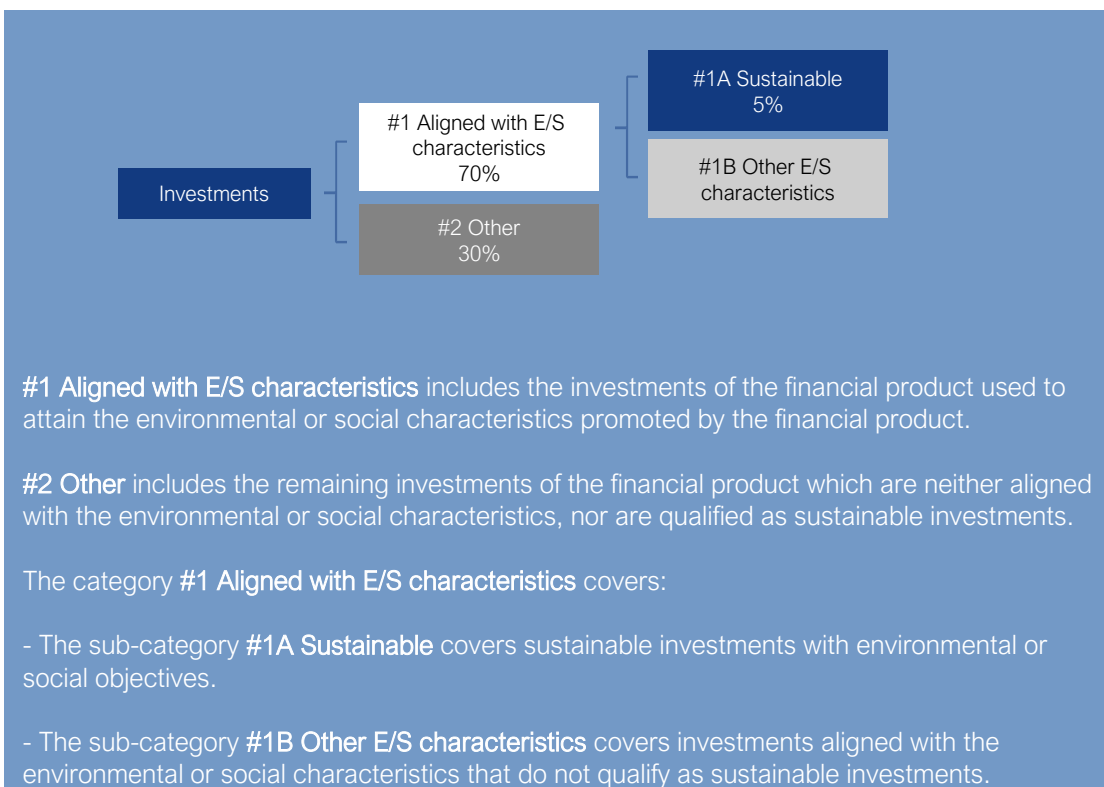 #1A Sustainable
5%
#1 Aligned with E/S
characteristics
70%
#1B Other E/S
characteristics
Investments
#2 Other
30%
#1 Aligned with E/S characteristics includes the investments of the financial product used to
attain the environmental or social characteristics promoted by the financial product.
#2 Other includes the remaining investments of the financial product which are neither aligned
with the environmental or social characteristics, nor are qualified as sustainable investments.
The category #1 Aligned with E/S characteristics covers:
- The sub-category #1A Sustainable covers sustainable investments with environmental or
social objectives.
- The sub-category #1B Other E/S characteristics covers investments aligned with the
environmental or social characteristics that do not qualify as sustainable investments.